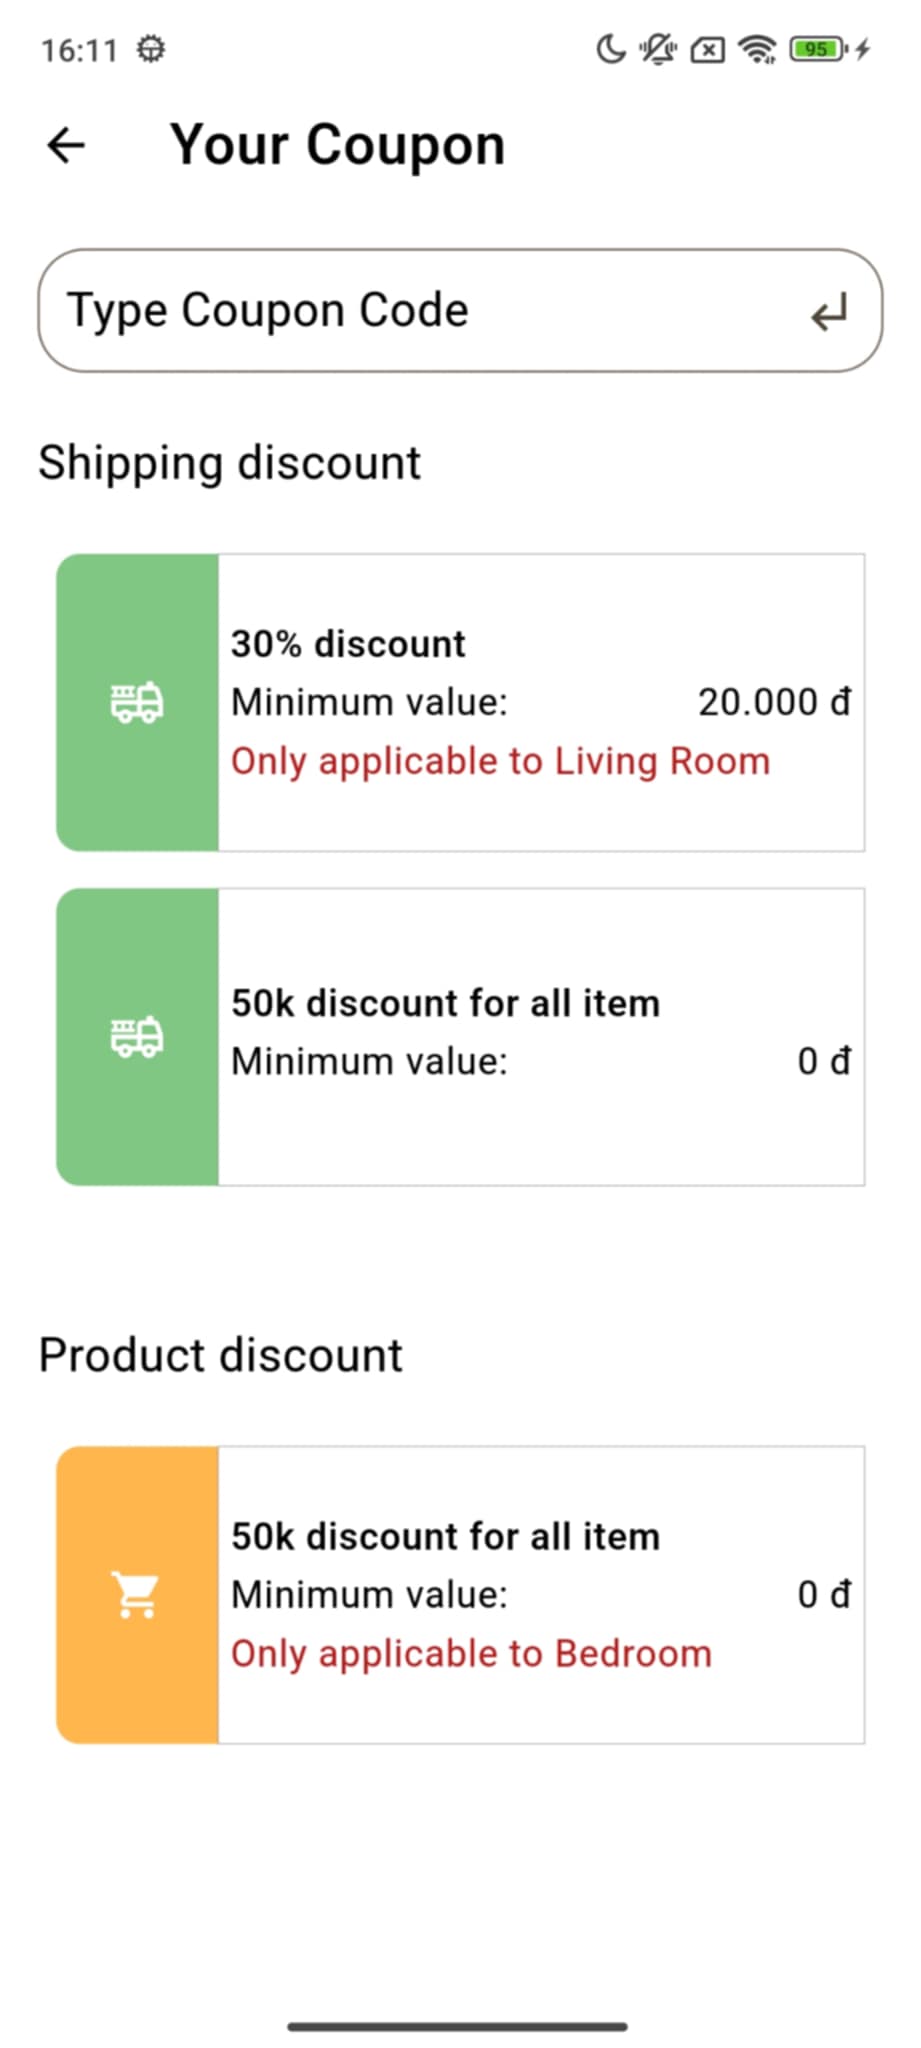 16:11
95
Your Coupon
Type Coupon Code
Shipping discount
30% discount
Minimum value: 20.000 đ
Only applicable to Living Room
50k discount for all item
Minimum value: 0 đ
Product discount
50k discount for all item
Minimum value: 0 đ
Only applicable to Bedroom